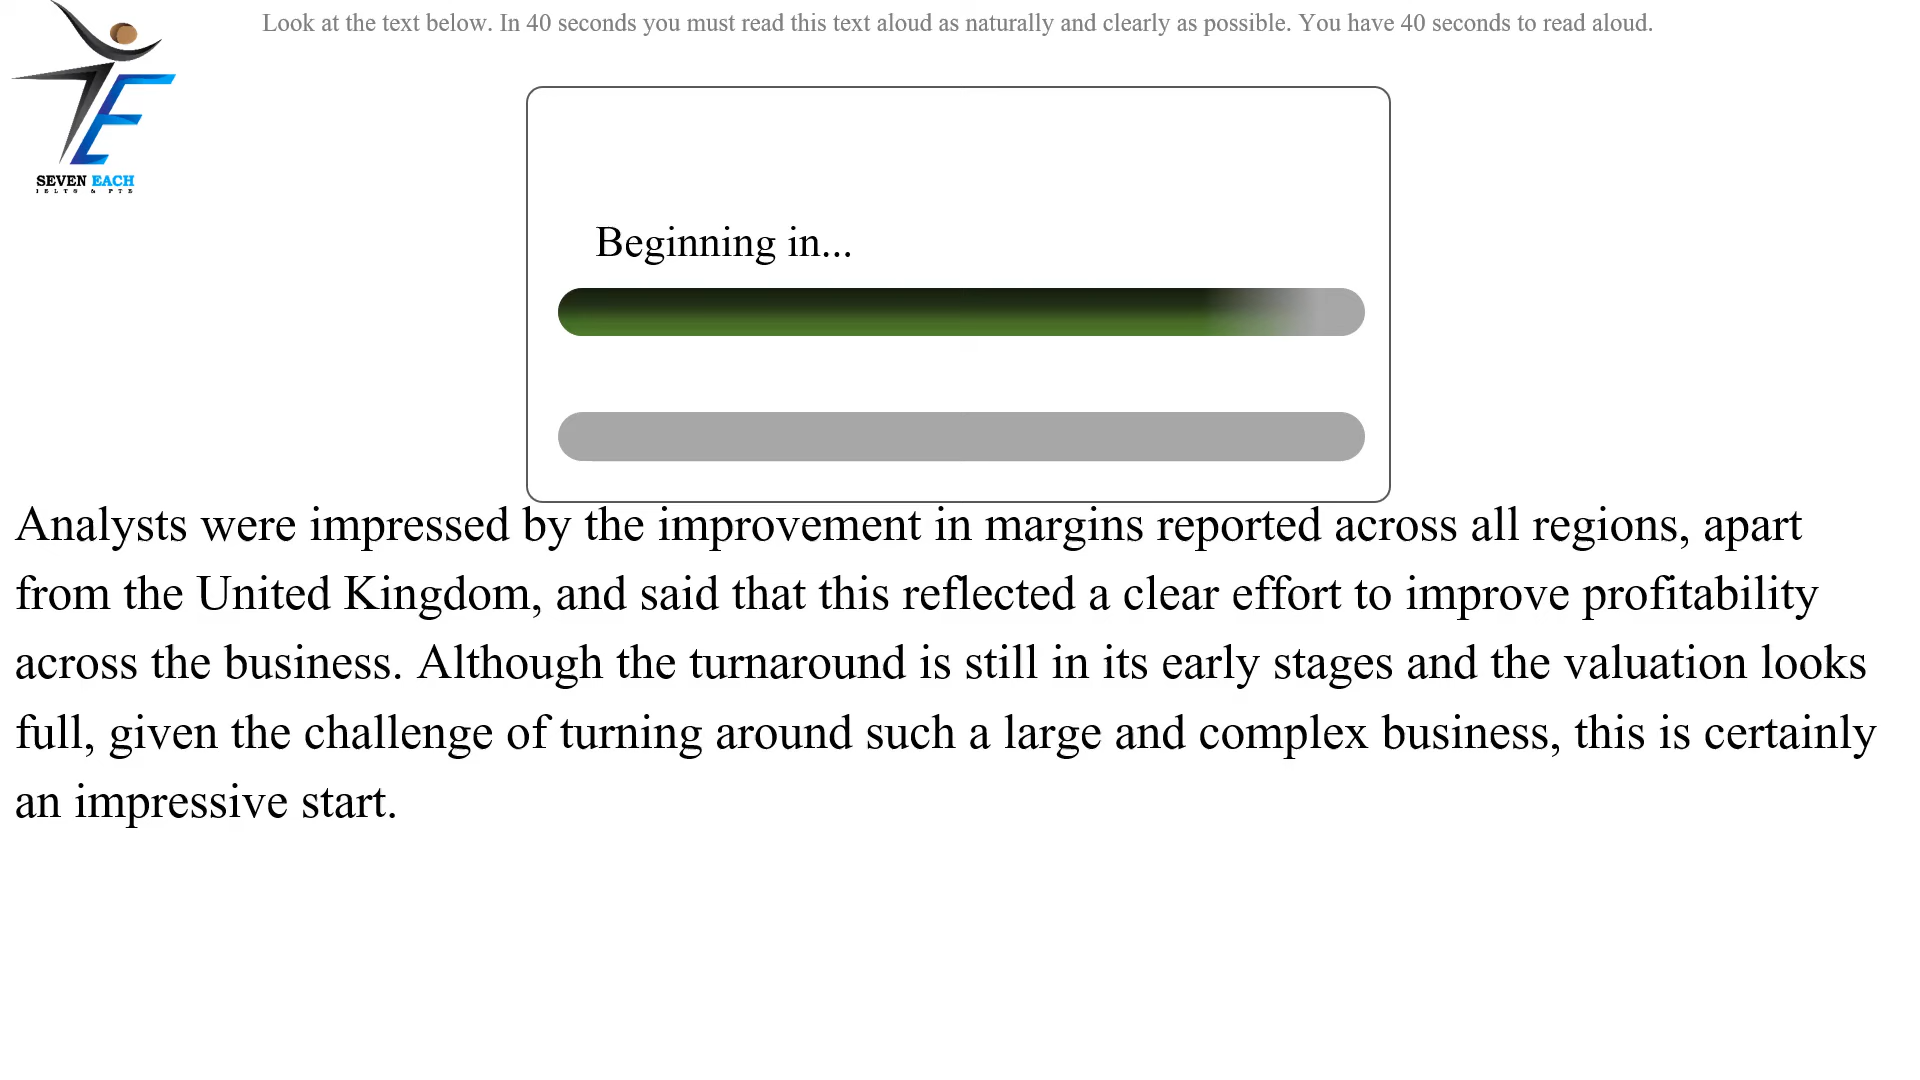 Look at the text below. In 40 seconds you must read this text aloud as naturally and clearly as possible. You have 40 seconds to read aloud.
SEVEN EACH
IELTS & PTE
Beginning in...
Analysts were impressed by the improvement in margins reported across all regions, apart
from the United Kingdom, and said that this reflected a clear effort to improve profitability
across the business. Although the turnaround is still in its early stages and the valuation looks
full, given the challenge of turning around such a large and complex business, this is certainly
an impressive start.